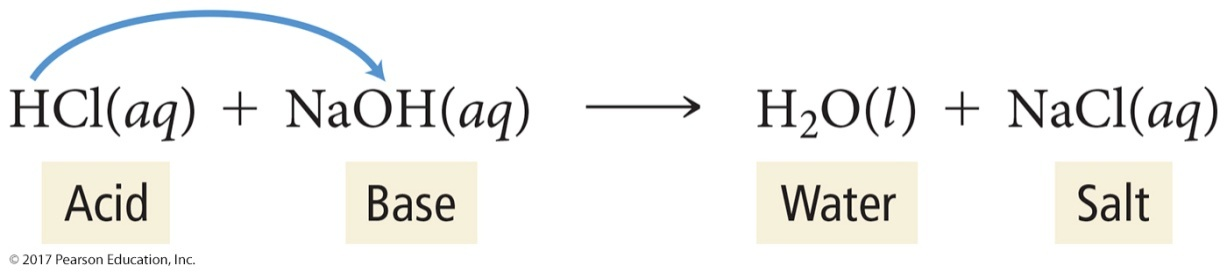 HCl(aq) + NaOH(aq) ⟶ H₂O(l) + NaCl(aq)
Acid Base Water Salt
© 2017 Pearson Education, Inc.